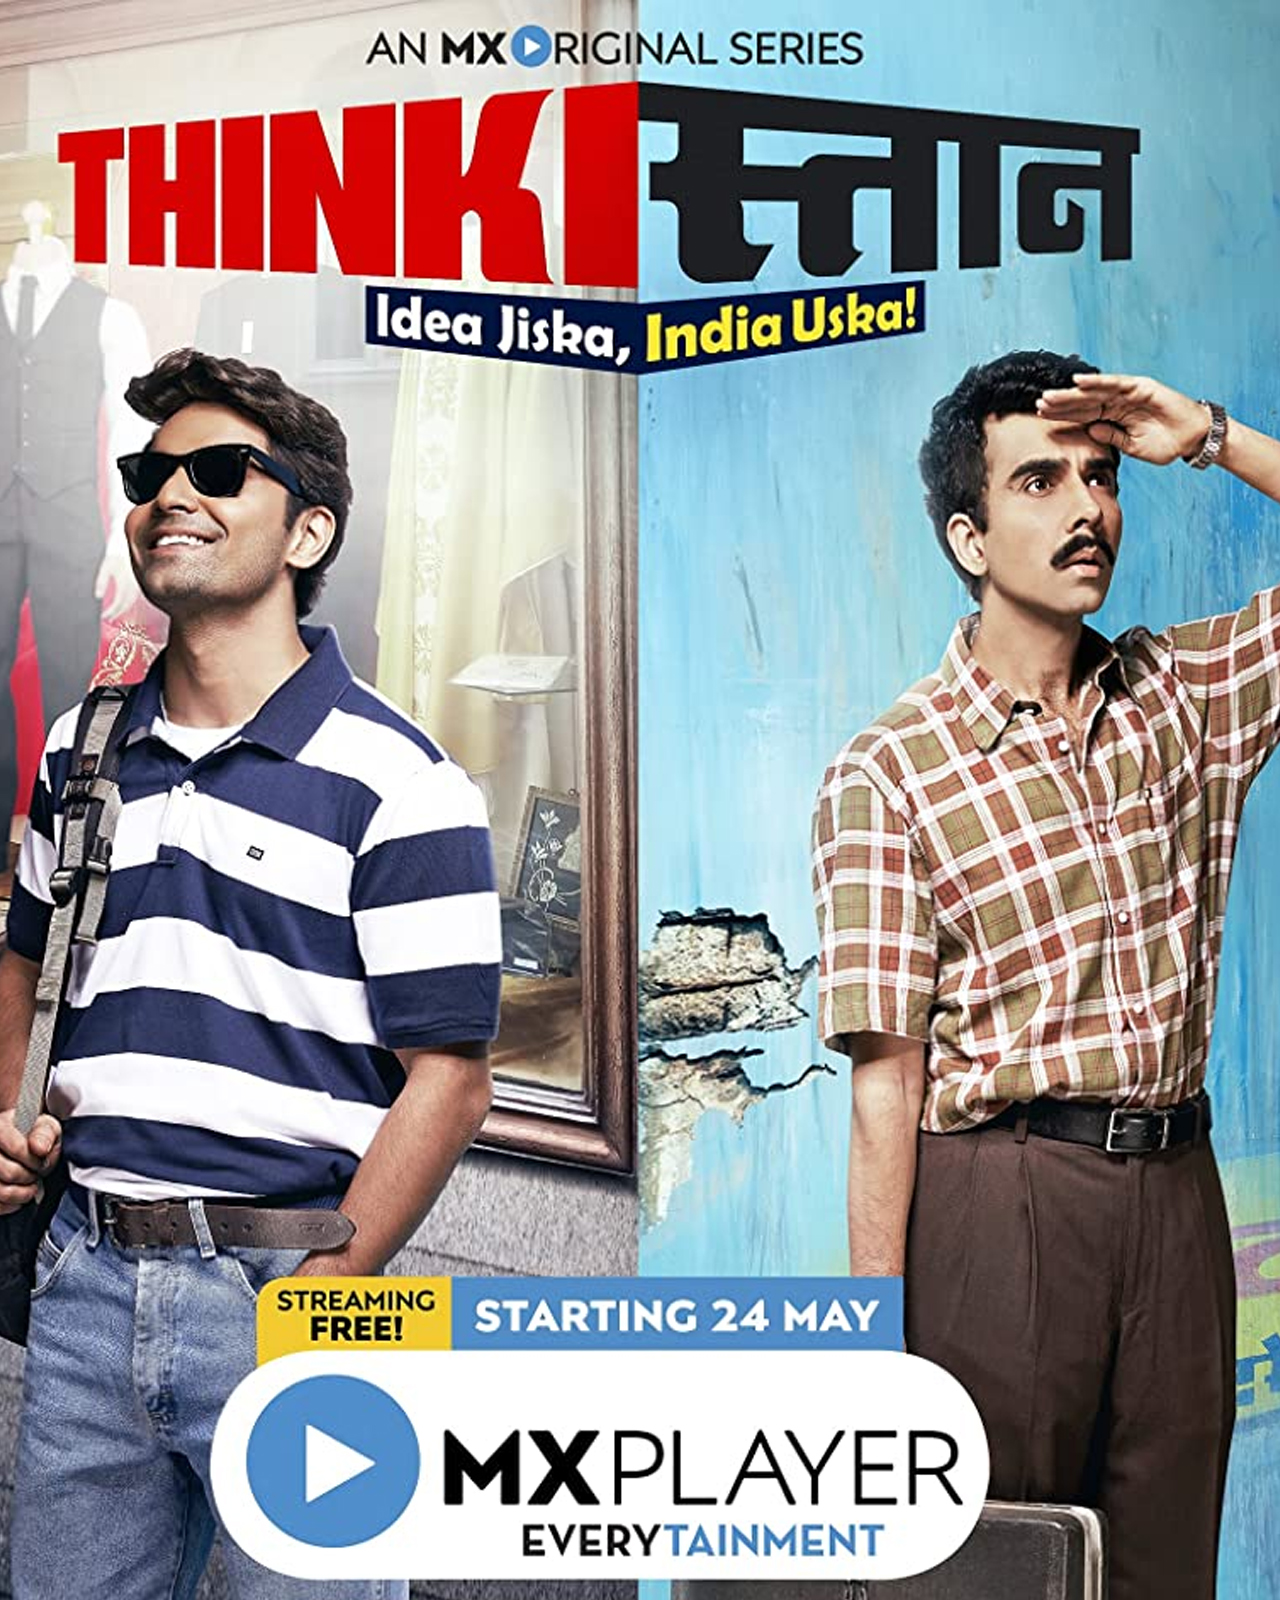 AN MX ORIGINAL SERIES
THINKIस्तान
Idea Jiska, India Uska!
STREAMING FREE!
STARTING 24 MAY
MXPLAYER
EVERYTAINMENT